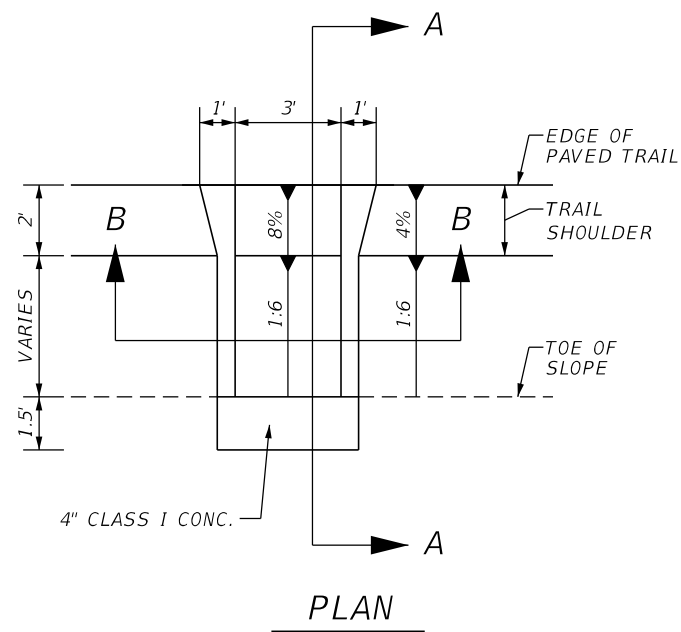 A
1'
3'
1'
EDGE OF
PAVED TRAIL
2'
B
8%
4%
B
TRAIL
SHOULDER
VARIES
1:6
1:6
TOE OF
SLOPE
1.5'
4" CLASS I CONC.
A
PLAN